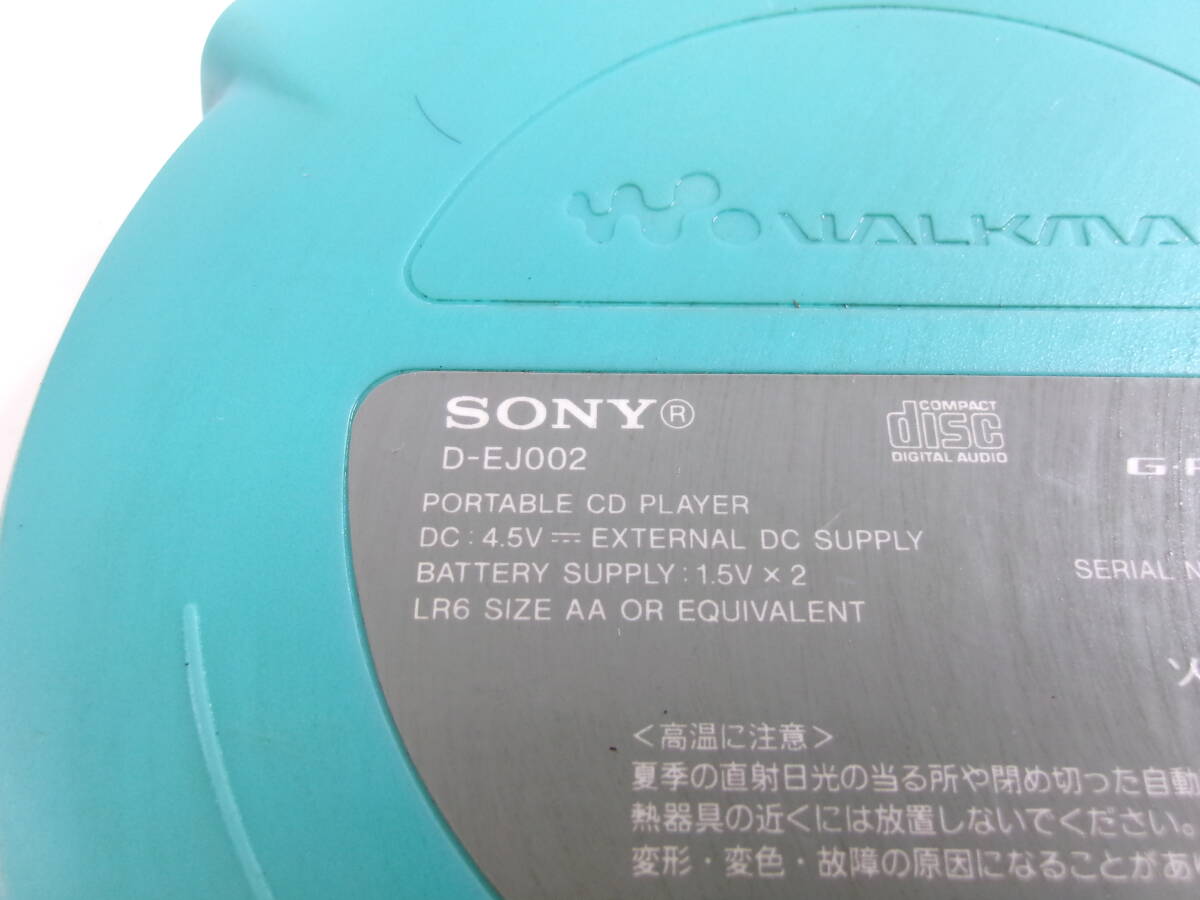 WALKMA
SONY®
D-EJ002
COMPACT
disc
DIGITAL AUDIO
G·P
PORTABLE CD PLAYER
DC : 4.5V ⎓ EXTERNAL DC SUPPLY
BATTERY SUPPLY : 1.5V × 2
LR6 SIZE AA OR EQUIVALENT
SERIAL N
<高温に注意>
夏季の直射日光の当る所や閉め切った自動
熱器具の近くには放置しないでください。
変形・変色・故障の原因になることがあ